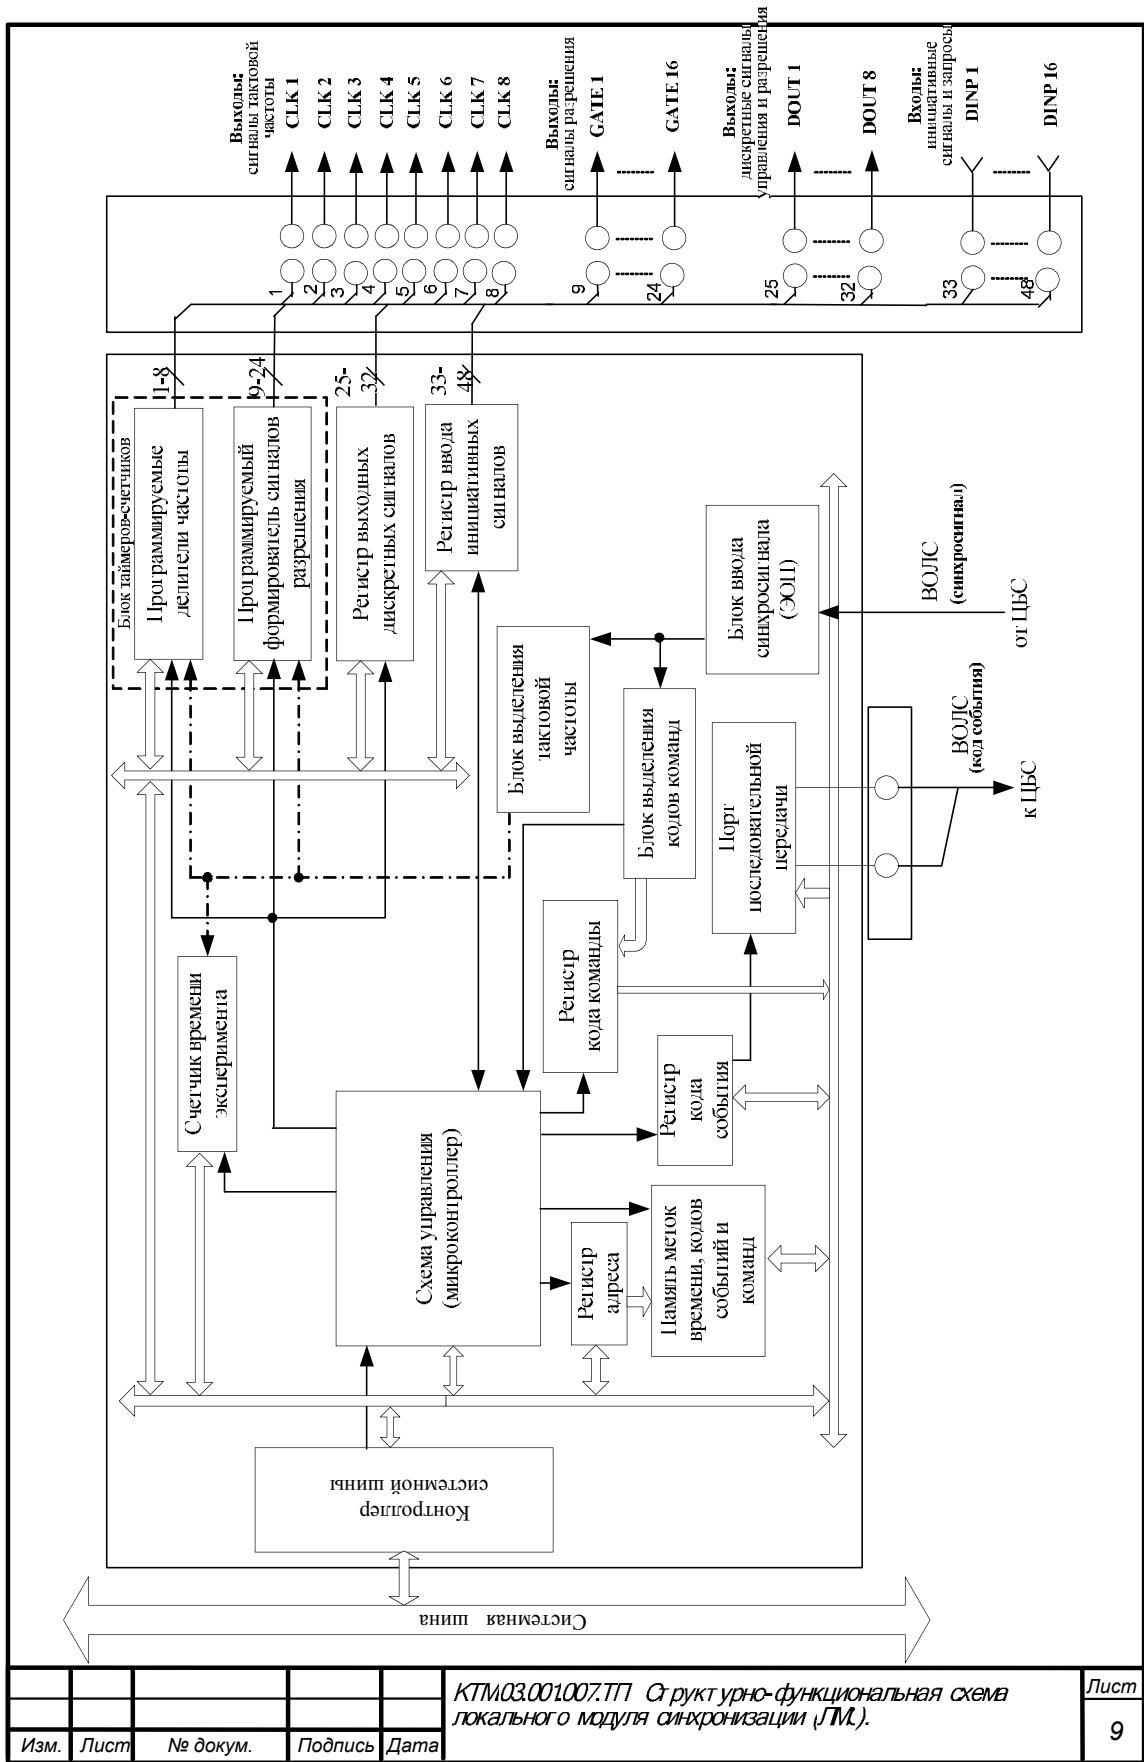 Выходы:
сигналы тактовой
частоты
CLK 1
CLK 2
CLK 3
CLK 4
CLK 5
CLK 6
CLK 7
CLK 8
Выходы:
сигналы разрешения
GATE 1
GATE 16
Выходы:
дискретные сигналы
управления и разрешения
DOUT 1
DOUT 8
Входы:
инициативные
сигналы и запросы
DINP 1
DINP 16
1
2
3
4
5
6
7
8
9
24
25
32
33
48
1-8
9-24
25-
32
33-
48
Блок таймеров-счетчиков
Программируемые
делители частоты
Программируемый
формирователь сигналов
разрешения
Регистр выходных
дискретных сигналов
Регистр ввода
инициативных
сигналов
Блок выделения
тактовой
частоты
Блок выделения
кодов команд
Блок ввода
синхросигнала
(ЭОП)
ВОЛС
(синхросигнал)
от ЦБС
Порт
последовательной
передачи
ВОЛС
(код события)
к ЦБС
Счетчик времени
эксперимента
Регистр
кода команды
Регистр
кода
события
Схема управления
(микроконтроллер)
Регистр
адреса
Память меток
времени, кодов
событий и
команд
Контроллер
системной шины
Системная шина
КТМ.03.001.007.ТП Структурно-функциональная схема
локального модуля синхронизации (ЛМ.).
Лист
9
Изм. Лист № докум. Подпись Дата